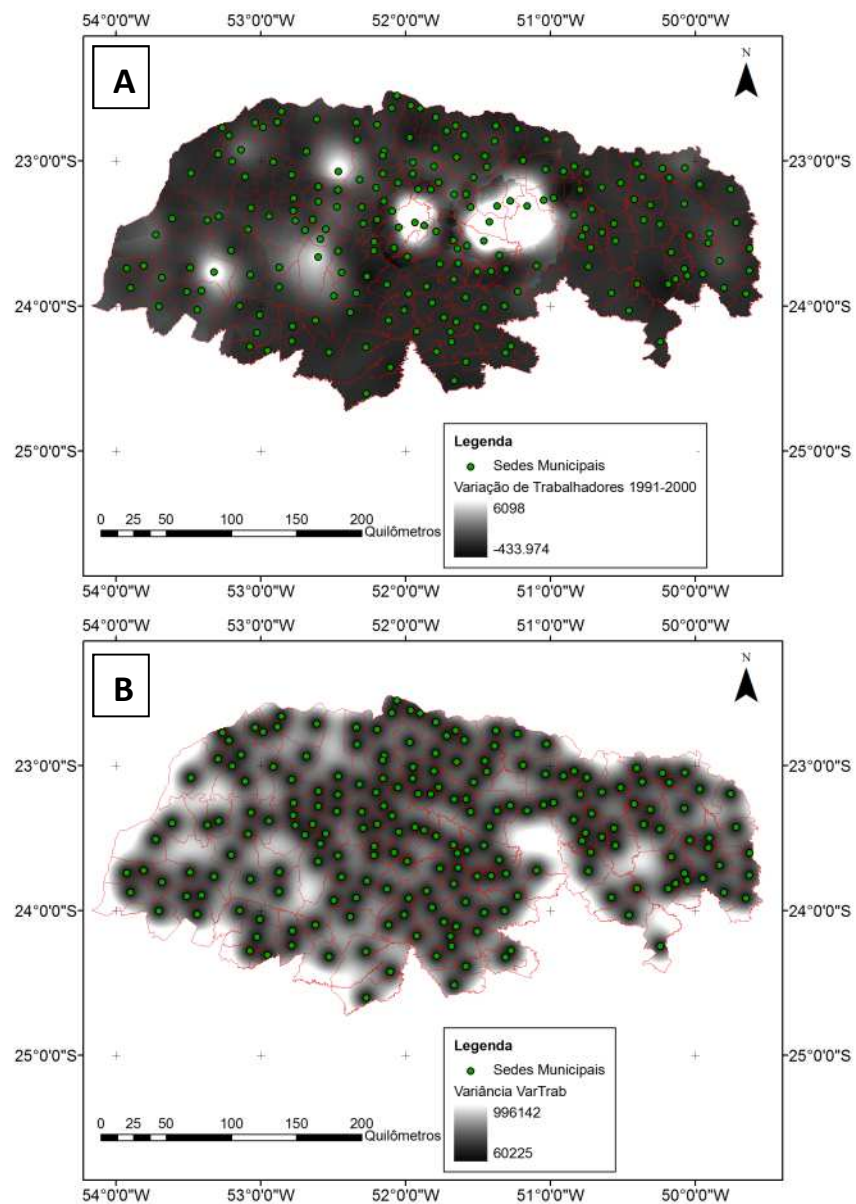 54°0'0"W 53°0'0"W 52°0'0"W 51°0'0"W 50°0'0"W
A
N
23°0'0"S 23°0'0"S
24°0'0"S 24°0'0"S
25°0'0"S 25°0'0"S
Legenda
Sedes Municipais
Variação de Trabalhadores 1991-2000
6098
-433.974
0 25 50 100 150 200
Quilômetros
54°0'0"W 53°0'0"W 52°0'0"W 51°0'0"W 50°0'0"W
54°0'0"W 53°0'0"W 52°0'0"W 51°0'0"W 50°0'0"W
B
N
23°0'0"S 23°0'0"S
24°0'0"S 24°0'0"S
25°0'0"S 25°0'0"S
Legenda
Sedes Municipais
Variância VarTrab
996142
60225
0 25 50 100 150 200
Quilômetros
54°0'0"W 53°0'0"W 52°0'0"W 51°0'0"W 50°0'0"W